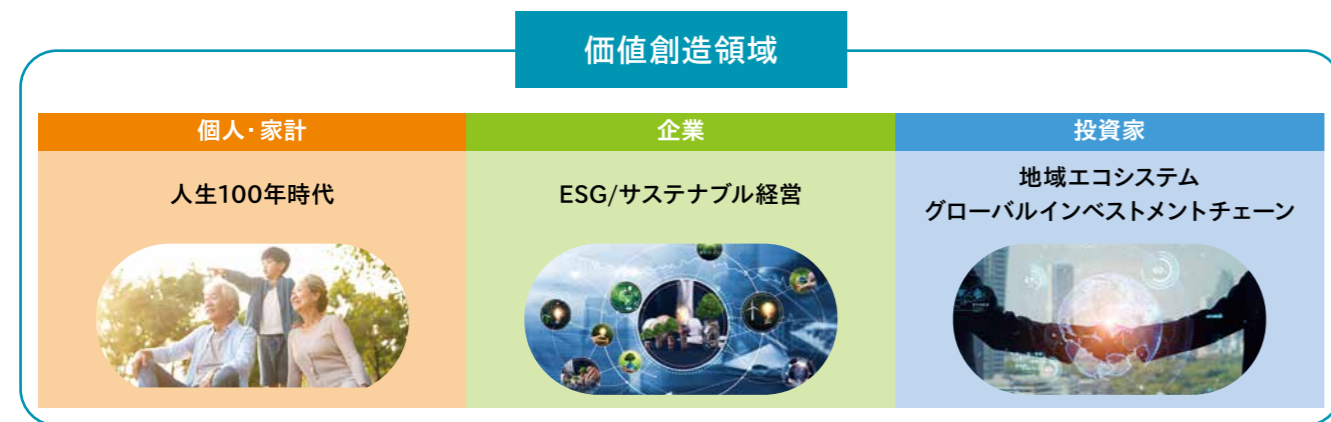 価値創造領域
個人・家計
企業
投資家
人生100年時代
ESG/サステナブル経営
地域エコシステム
グローバルインベストメントチェーン